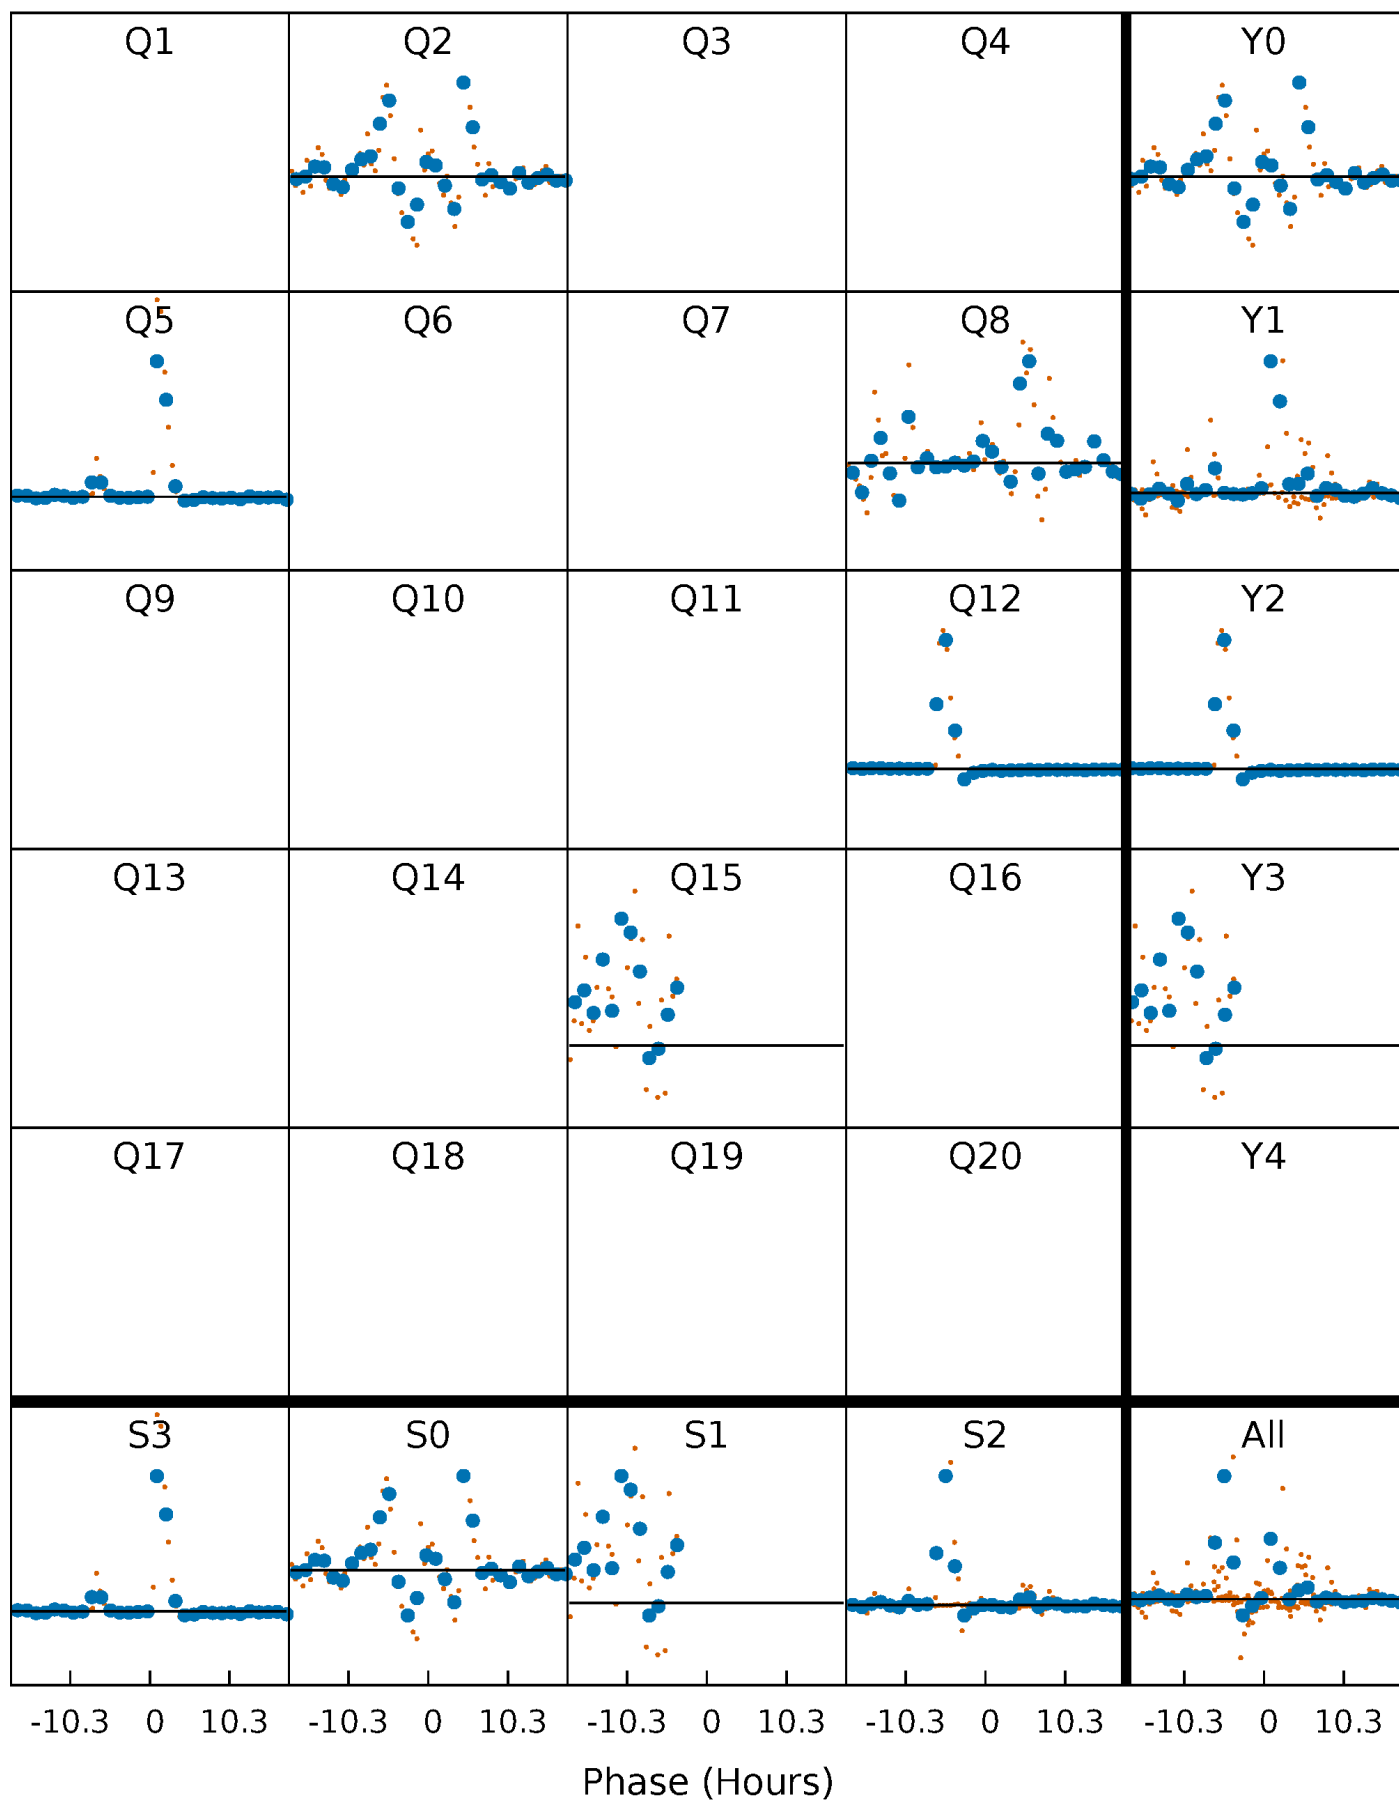 Q1 Q2 Q3 Q4 Y0
Q5 Q6 Q7 Q8 Y1
Q9 Q10 Q11 Q12 Y2
Q13 Q14 Q15 Q16 Y3
Q17 Q18 Q19 Q20 Y4
S3 S0 S1 S2 All
-10.3 0 10.3 -10.3 0 10.3 -10.3 0 10.3 -10.3 0 10.3 -10.3 0 10.3
Phase (Hours)